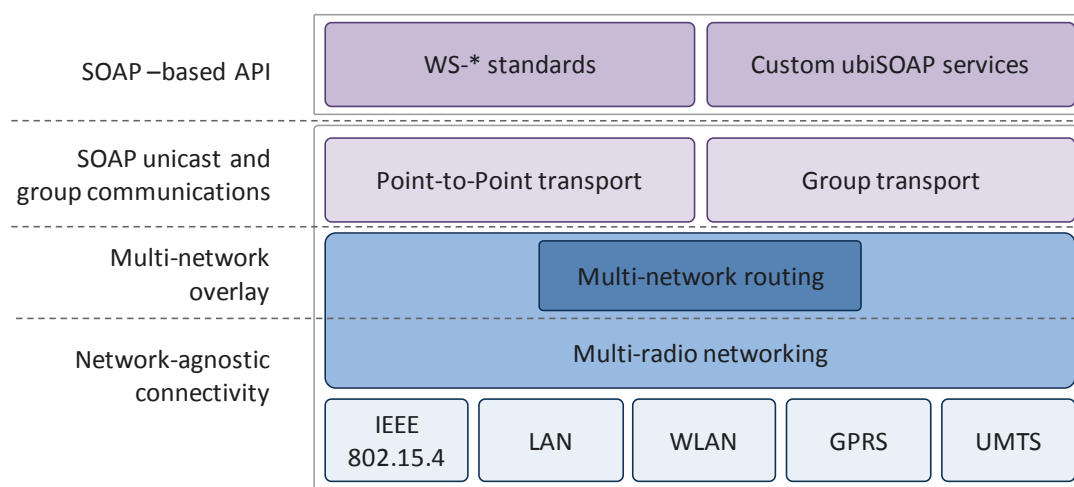 SOAP –based API
WS-* standards
Custom ubiSOAP services
SOAP unicast and
group communications
Point-to-Point transport
Group transport
Multi-network
overlay
Multi-network routing
Network-agnostic
connectivity
Multi-radio networking
IEEE
802.15.4
LAN
WLAN
GPRS
UMTS